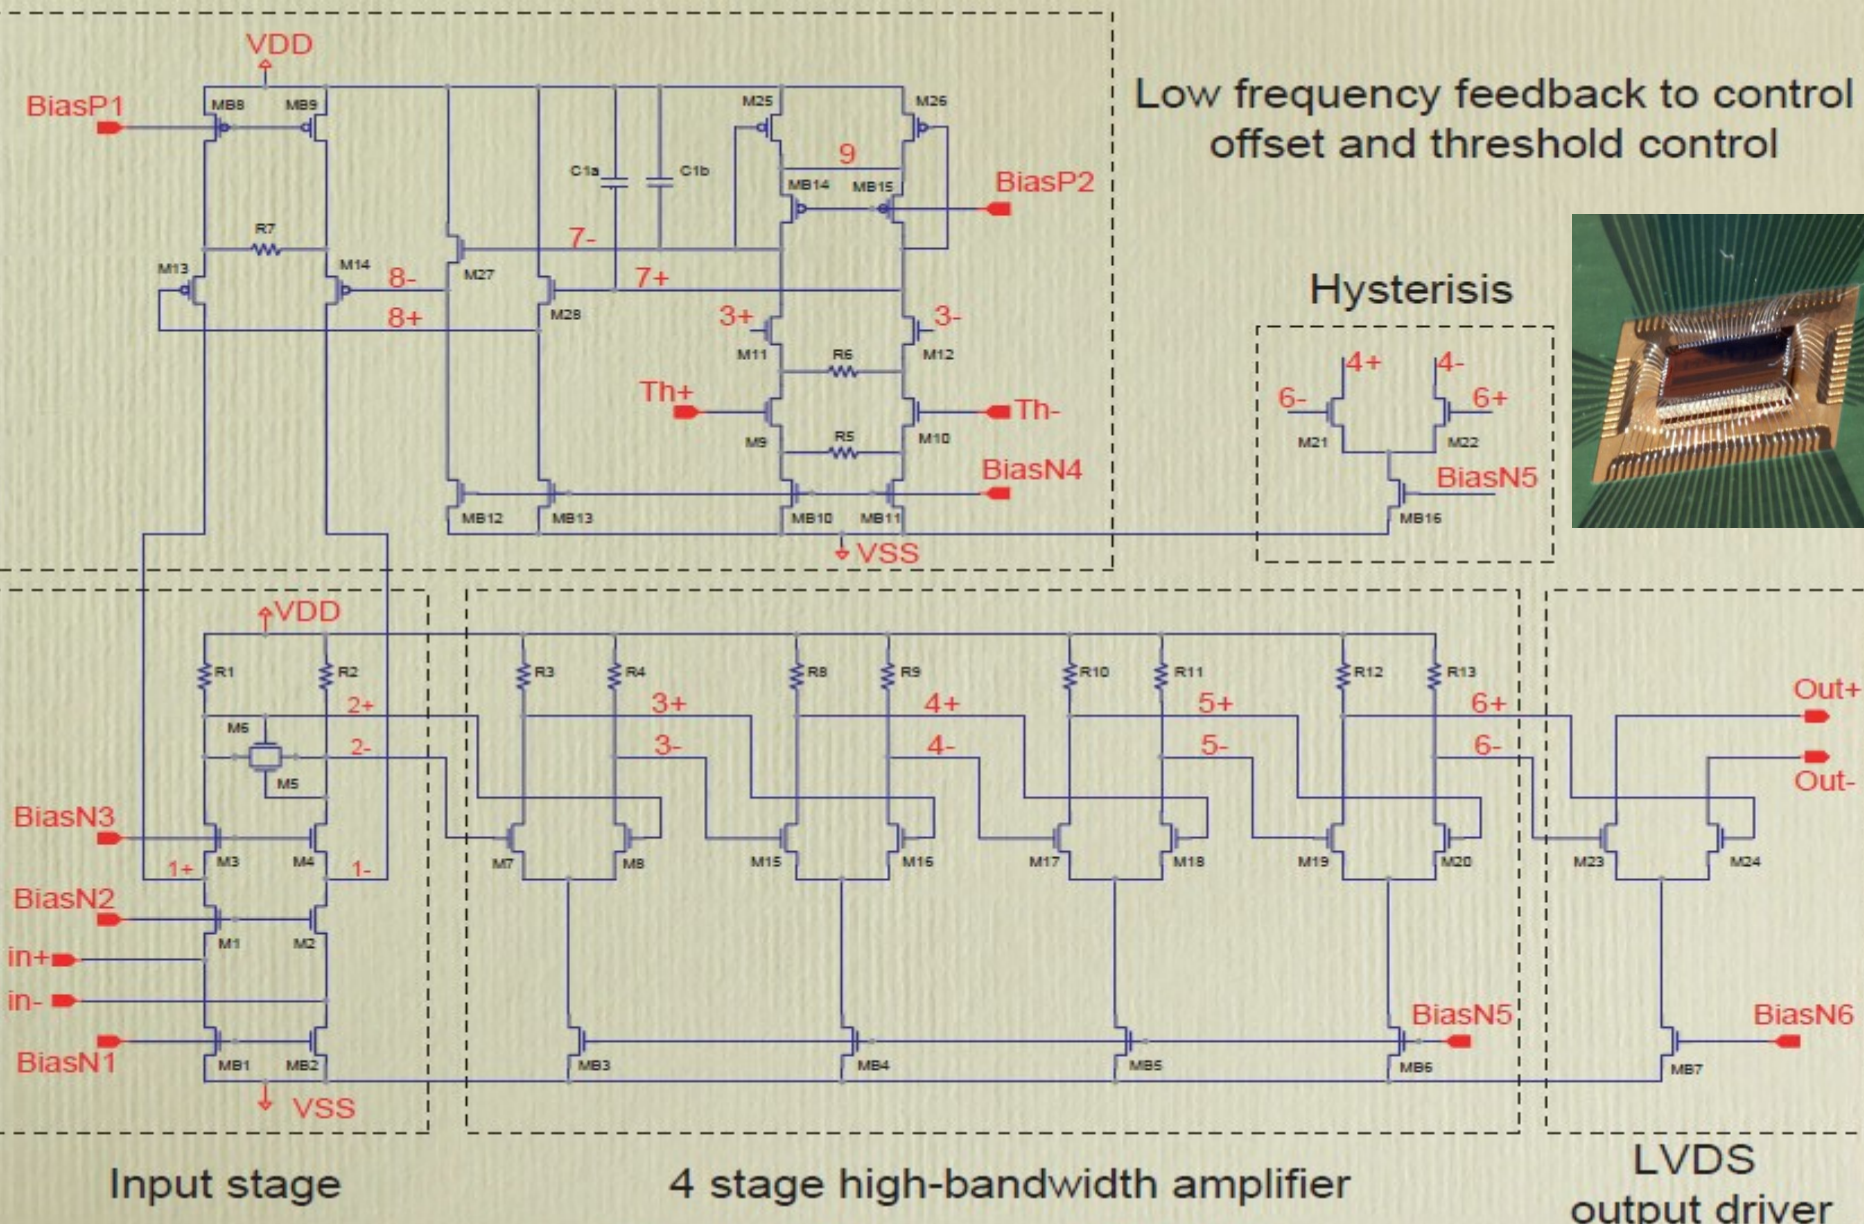 VDD
BiasP1
MB8
MB9
M25
M26
Low frequency feedback to control
offset and threshold control
9
C1a
C1b
MB14
MB15
BiasP2
R7
7-
M13
M14
8-
M27
7+
8+
M28
3+
3-
M11
M12
R6
Th+
Th-
M9
M10
R5
BiasN4
MB12
MB13
MB10
MB11
VSS
Hysterisis
4+
4-
6-
6+
M21
M22
BiasN5
MB16
VDD
R1
R2
R3
R4
R8
R9
R10
R11
R12
R13
2+
3+
4+
5+
6+
Out+
M6
2-
3-
4-
5-
6-
Out-
M5
BiasN3
M3
M4
M7
M8
M15
M16
M17
M18
M19
M20
M23
M24
1+
1-
BiasN2
M1
M2
in+
in-
BiasN1
BiasN5
BiasN6
MB1
MB2
MB3
MB4
MB5
MB6
MB7
VSS
Input stage
4 stage high-bandwidth amplifier
LVDS
output driver